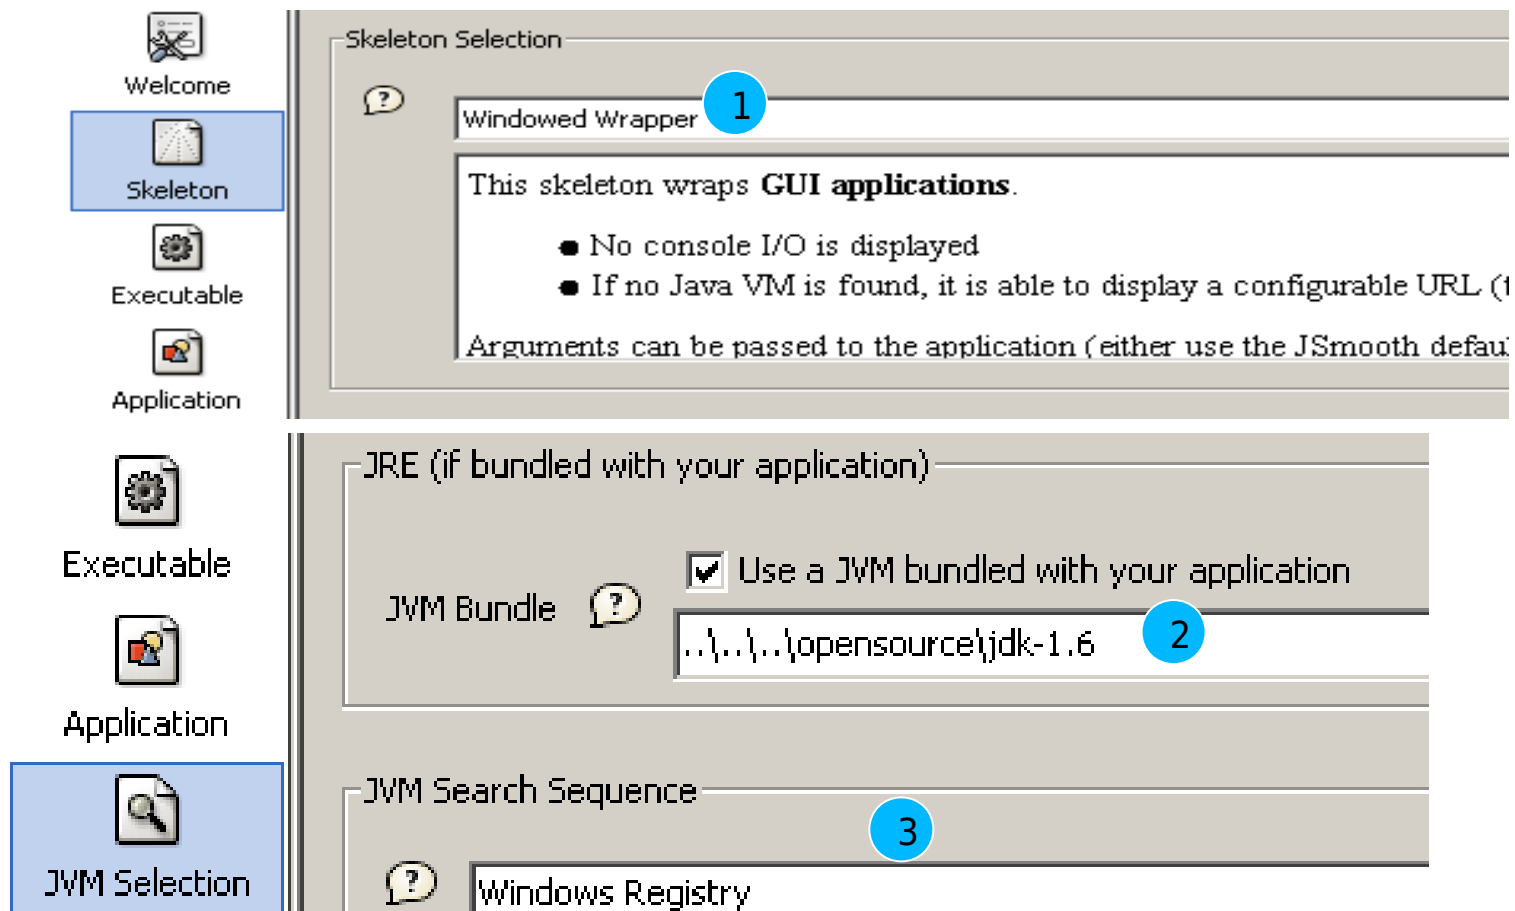 Welcome
Skeleton
Executable
Application
Skeleton Selection
?
Windowed Wrapper
1
This skeleton wraps GUI applications.
● No console I/O is displayed
● If no Java VM is found, it is able to display a configurable URL (
Arguments can be passed to the application (either use the JSmooth defau
Executable
Application
JVM Selection
JRE (if bundled with your application)
Use a JVM bundled with your application
JVM Bundle ?
..\..\..\opensource\jdk-1.6
2
JVM Search Sequence
3
?
Windows Registry